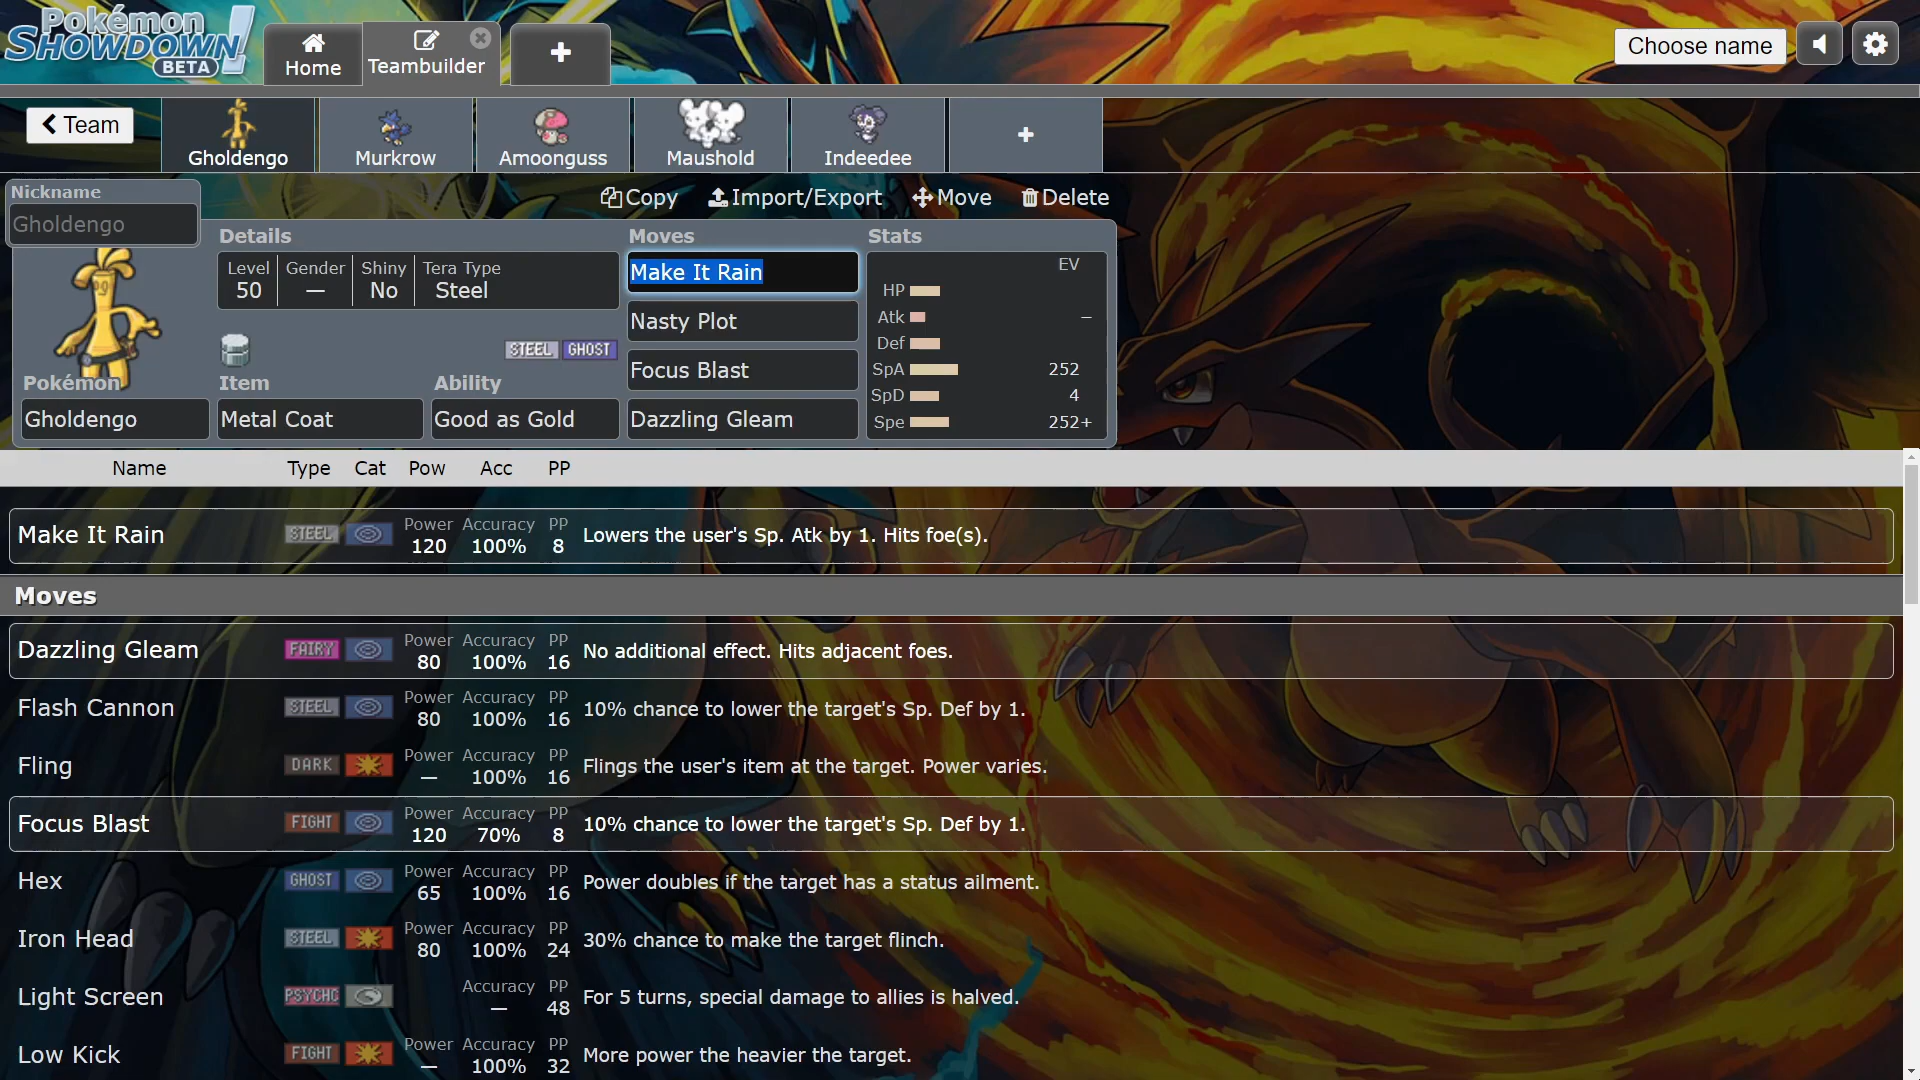 Pokémon
SHOWDOWN!
BETA
Home
Teambuilder
+
Choose name
Team
Gholdengo
Murkrow
Amoonguss
Maushold
Indeedee
+
Nickname
Gholdengo
Copy
Import/Export
Move
Delete
Details
Moves
Stats
Level
50
Gender
—
Shiny
No
Tera Type
Steel
STEEL GHOST
Pokémon
Gholdengo
Item
Metal Coat
Ability
Good as Gold
Make It Rain
Nasty Plot
Focus Blast
Dazzling Gleam
EV
HP
Atk –
Def
SpA 252
SpD 4
Spe 252+
Name Type Cat Pow Acc PP
Make It Rain STEEL Power 120 Accuracy 100% PP 8 Lowers the user's Sp. Atk by 1. Hits foe(s).
Moves
Dazzling Gleam FAIRY Power 80 Accuracy 100% PP 16 No additional effect. Hits adjacent foes.
Flash Cannon STEEL Power 80 Accuracy 100% PP 16 10% chance to lower the target's Sp. Def by 1.
Fling DARK Power — Accuracy 100% PP 16 Flings the user's item at the target. Power varies.
Focus Blast FIGHT Power 120 Accuracy 70% PP 8 10% chance to lower the target's Sp. Def by 1.
Hex GHOST Power 65 Accuracy 100% PP 16 Power doubles if the target has a status ailment.
Iron Head STEEL Power 80 Accuracy 100% PP 24 30% chance to make the target flinch.
Light Screen PSYCHC Accuracy — PP 48 For 5 turns, special damage to allies is halved.
Low Kick FIGHT Power — Accuracy 100% PP 32 More power the heavier the target.